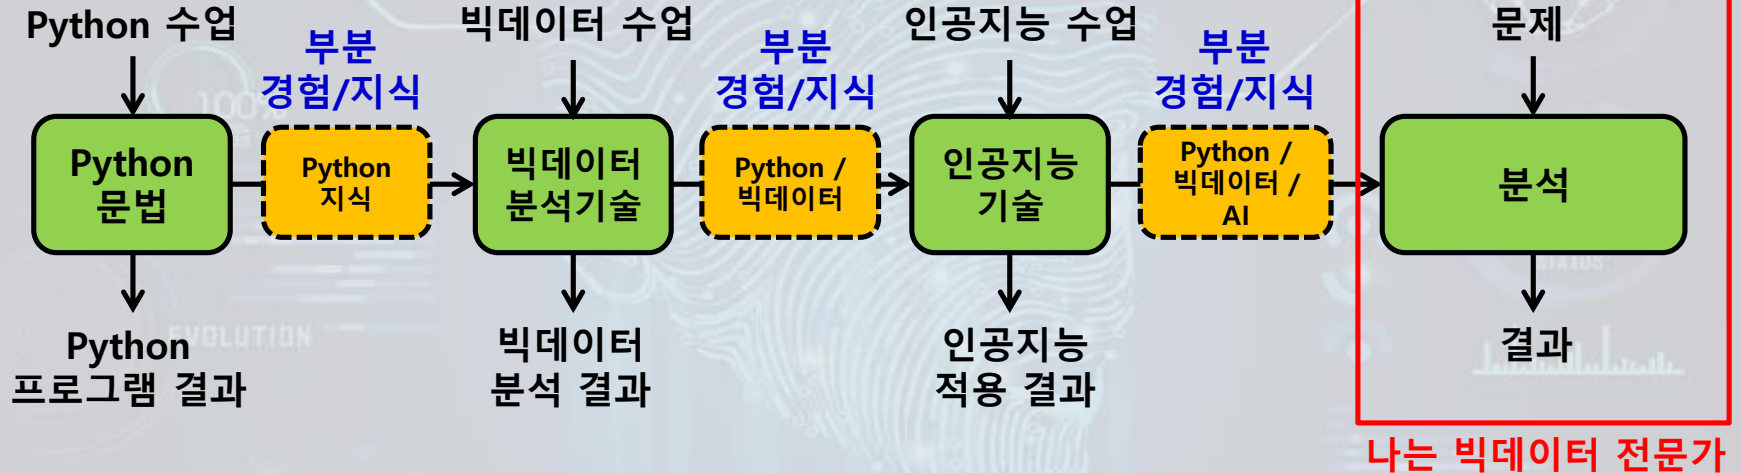 Python 수업
부분
경험/지식
빅데이터 수업
부분
경험/지식
인공지능 수업
부분
경험/지식
문제
Python
문법
Python
지식
빅데이터
분석기술
Python /
빅데이터
인공지능
기술
Python /
빅데이터 /
AI
분석
Python
프로그램 결과
빅데이터
분석 결과
인공지능
적용 결과
결과
나는 빅데이터 전문가
100%
EVOLUTION